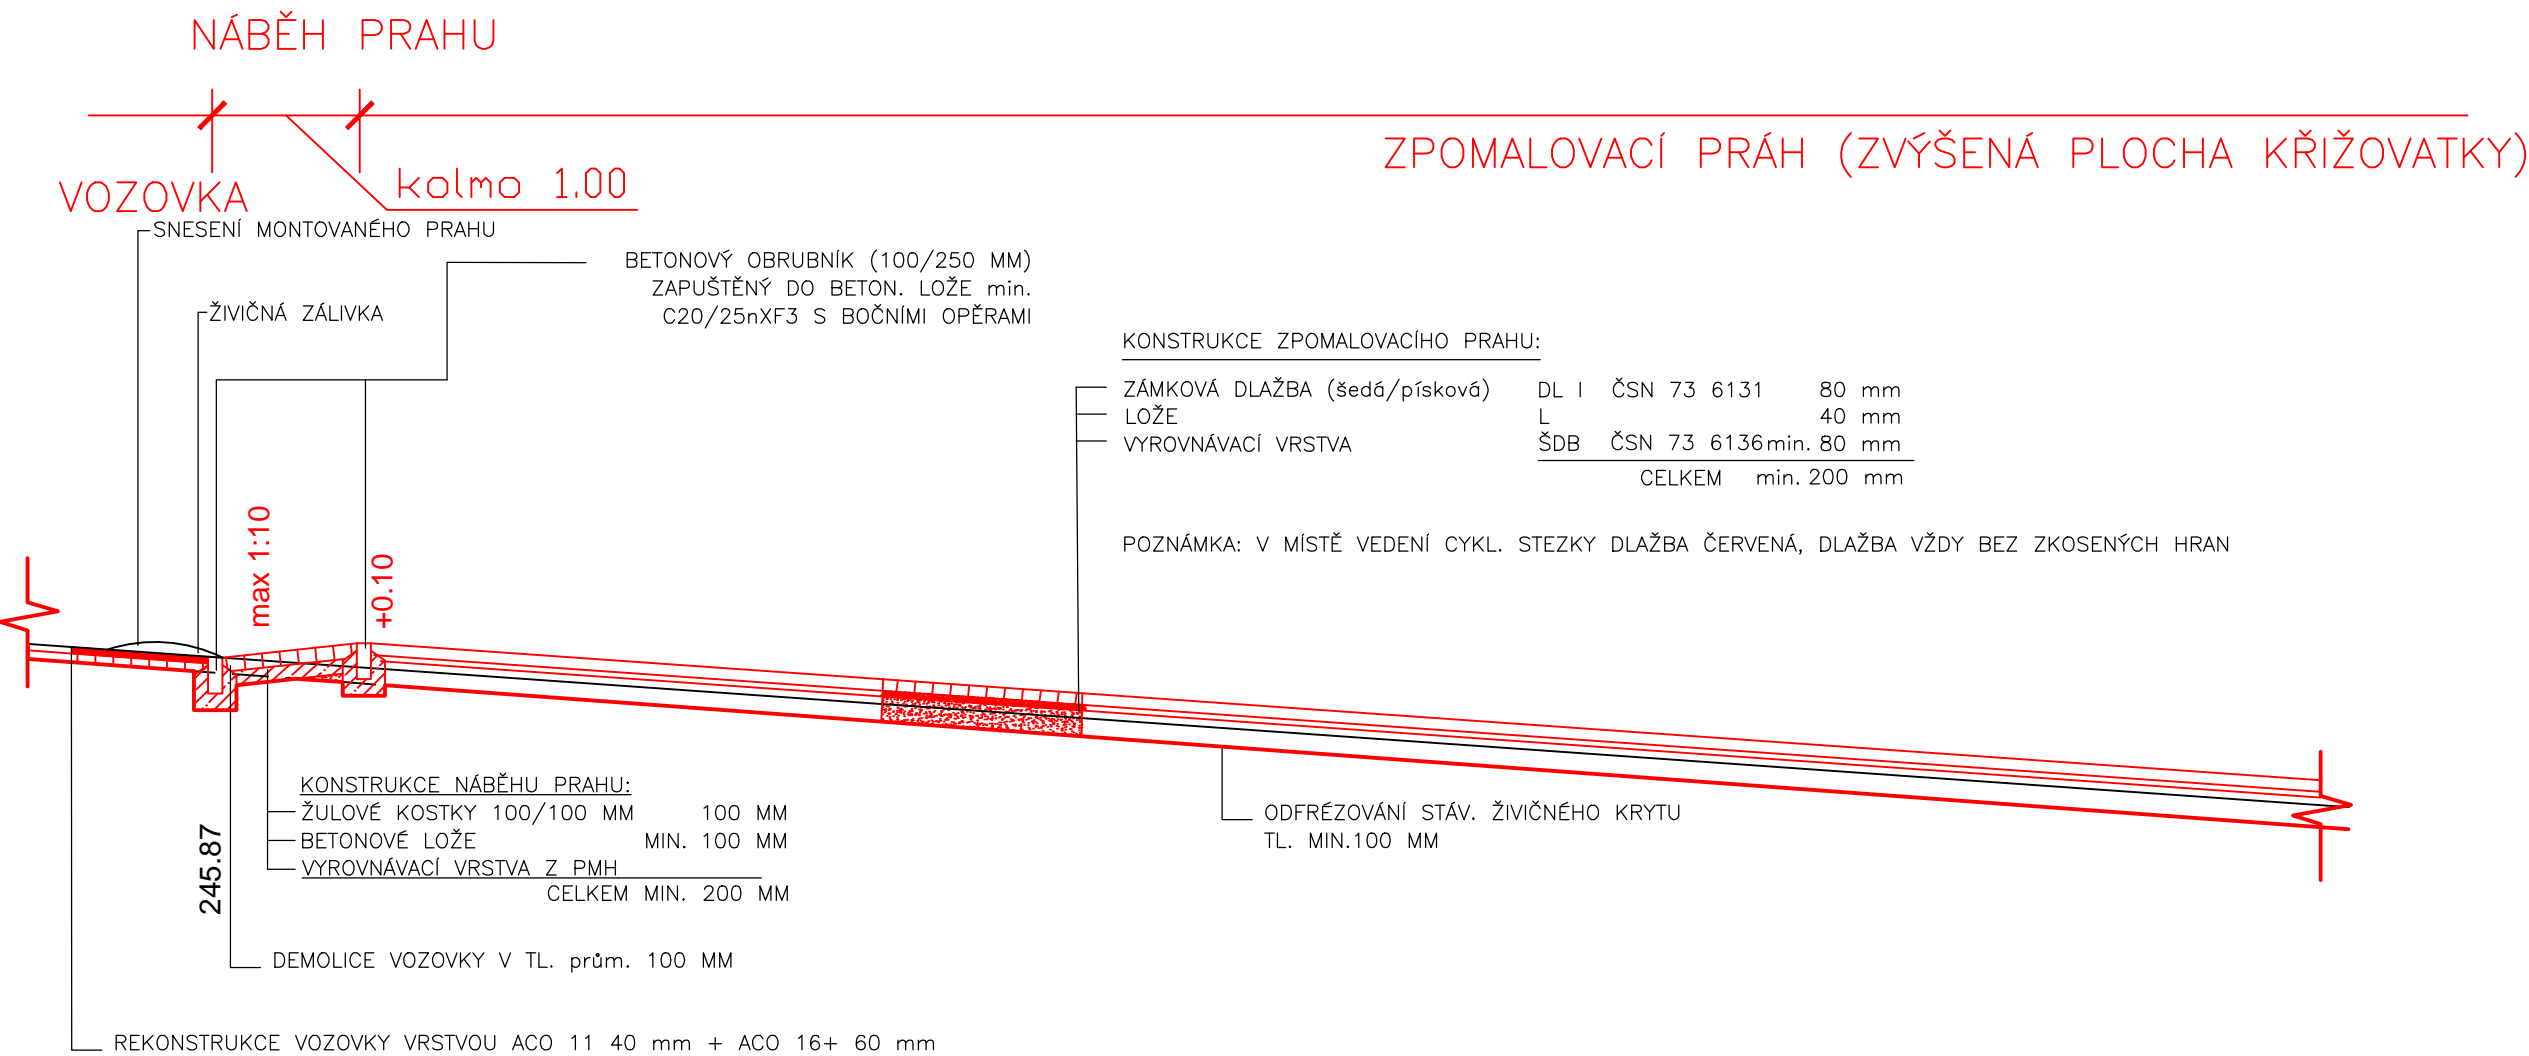 NÁBĚH PRAHU
ZPOMALOVACÍ PRÁH (ZVÝŠENÁ PLOCHA KŘIŽOVATKY)
kolmo 1.00
VOZOVKA
SNESENÍ MONTOVANÉHO PRAHU
BETONOVÝ OBRUBNÍK (100/250 MM)
ZAPUŠTĚNÝ DO BETON. LOŽE min.
C20/25nXF3 S BOČNÍMI OPĚRAMI
ŽIVIČNÁ ZÁLIVKA
KONSTRUKCE ZPOMALOVACÍHO PRAHU:
ZÁMKOVÁ DLAŽBA (šedá/písková) DL I ČSN 73 6131 80 mm
LOŽE L 40 mm
VYROVNÁVACÍ VRSTVA ŠDB ČSN 73 6136 min. 80 mm
CELKEM min. 200 mm
POZNÁMKA: V MÍSTĚ VEDENÍ CYKL. STEZKY DLAŽBA ČERVENÁ, DLAŽBA VŽDY BEZ ZKOSENÝCH HRAN
max 1:10
+0.10
KONSTRUKCE NÁBĚHU PRAHU:
ŽULOVÉ KOSTKY 100/100 MM 100 MM
BETONOVÉ LOŽE MIN. 100 MM
VYROVNÁVACÍ VRSTVA Z PMH
CELKEM MIN. 200 MM
ODFRÉZOVÁNÍ STÁV. ŽIVIČNÉHO KRYTU
TL. MIN.100 MM
245.87
DEMOLICE VOZOVKY V TL. prům. 100 MM
REKONSTRUKCE VOZOVKY VRSTVOU ACO 11 40 mm + ACO 16+ 60 mm